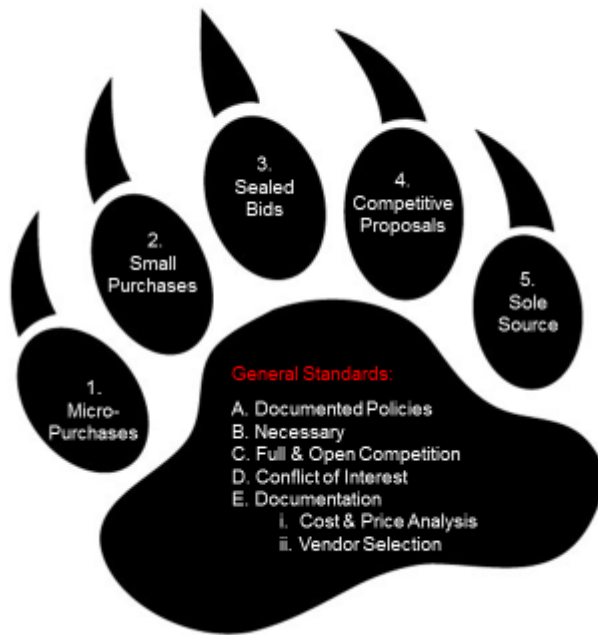 1.
Micro-
Purchases
2.
Small
Purchases
3.
Sealed
Bids
4.
Competitive
Proposals
5.
Sole
Source
General Standards:
A. Documented Policies
B. Necessary
C. Full & Open Competition
D. Conflict of Interest
E. Documentation
i. Cost & Price Analysis
ii. Vendor Selection